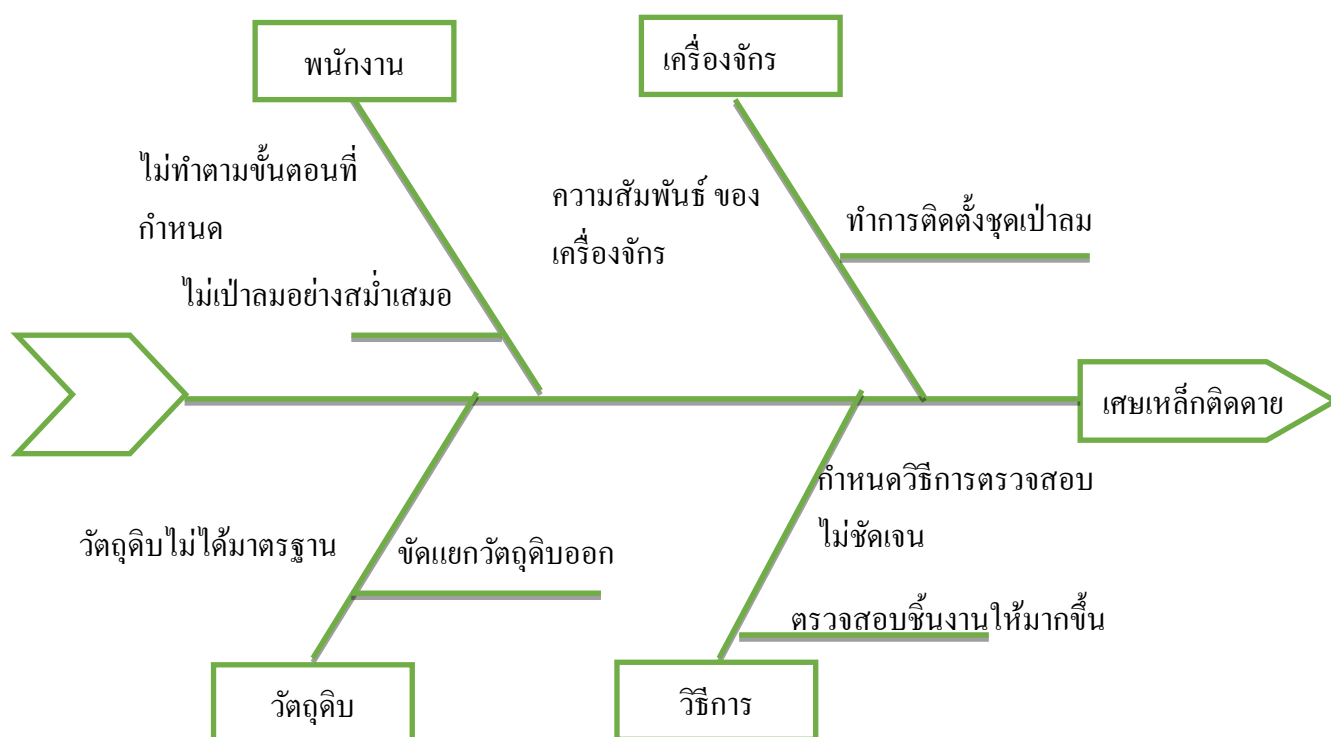 พนักงาน
เครื่องจักร
ไม่ทำตามขั้นตอนที่
กำหนด
ความสัมพันธ์ ของ
เครื่องจักร
ทำการติดตั้งชุดเป่าลม
ไม่เป่าลมอย่างสม่ำเสมอ
เศษเหล็กติดดาย
กำหนดวิธีการตรวจสอบ
ไม่ชัดเจน
วัตถุดิบไม่ได้มาตรฐาน
ขัดแยกวัตถุดิบออก
ตรวจสอบชิ้นงานให้มากขึ้น
วัตถุดิบ
วิธีการ